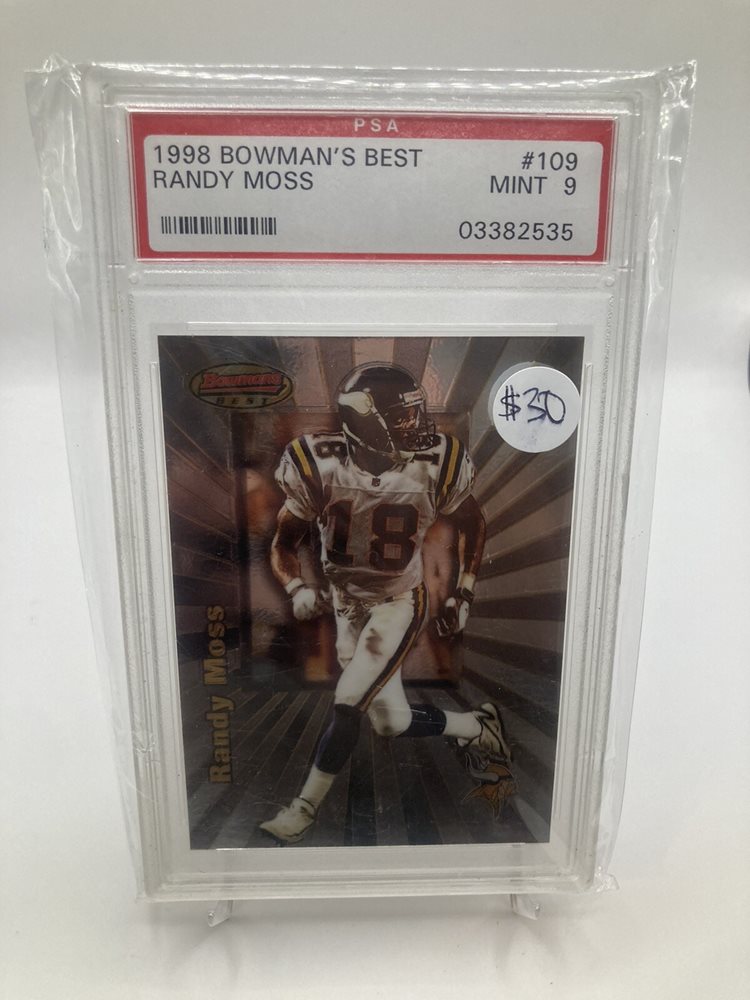 PSA
1998 BOWMAN'S BEST #109
RANDY MOSS MINT 9
03382535
Bowman's
BEST
$30
18
18
Randy Moss